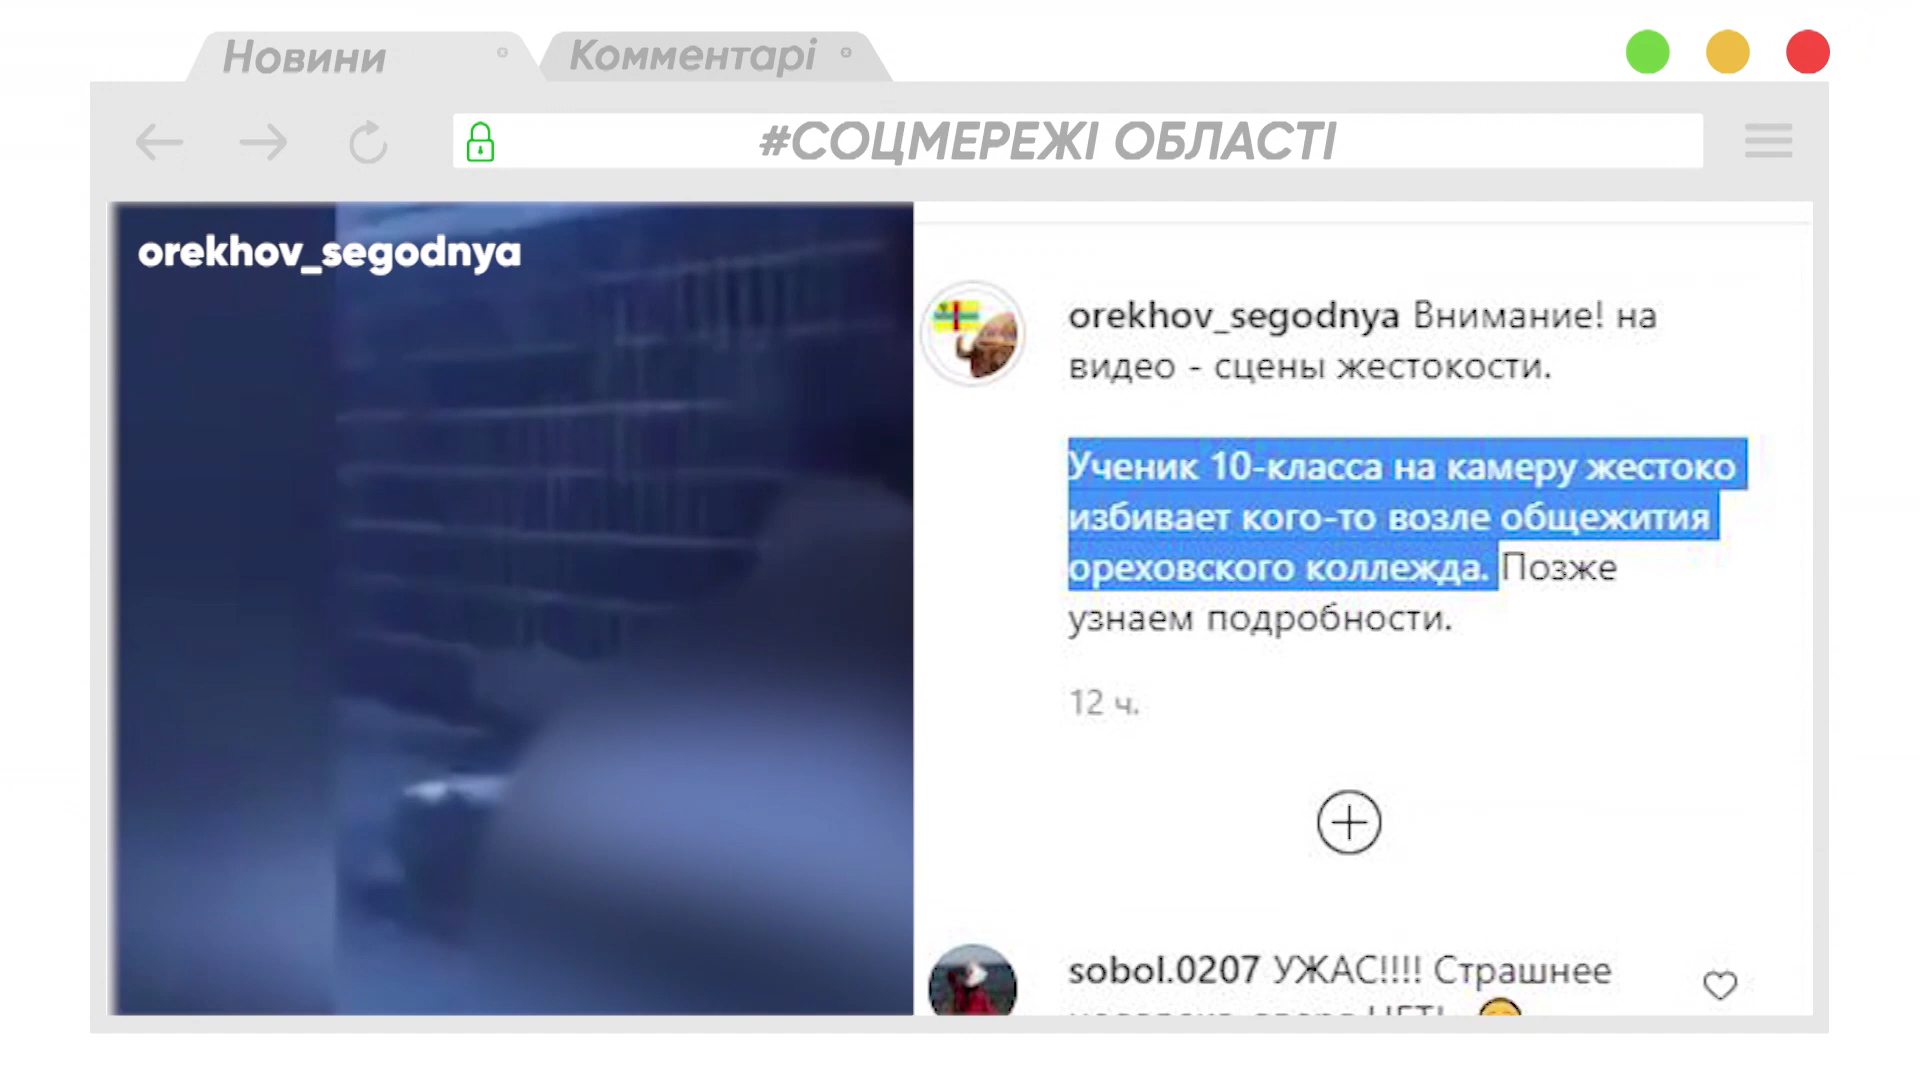 Новини
Комментарі
#СОЦМЕРЕЖІ ОБЛАСТІ
orekhov_segodnya
orekhov_segodnya Внимание! на
видео - сцены жестокости.
Ученик 10-класса на камеру жестоко
избивает кого-то возле общежития
ореховского коллежда. Позже
узнаем подробности.
12 ч.
sobol.0207 УЖАС!!!! Страшнее